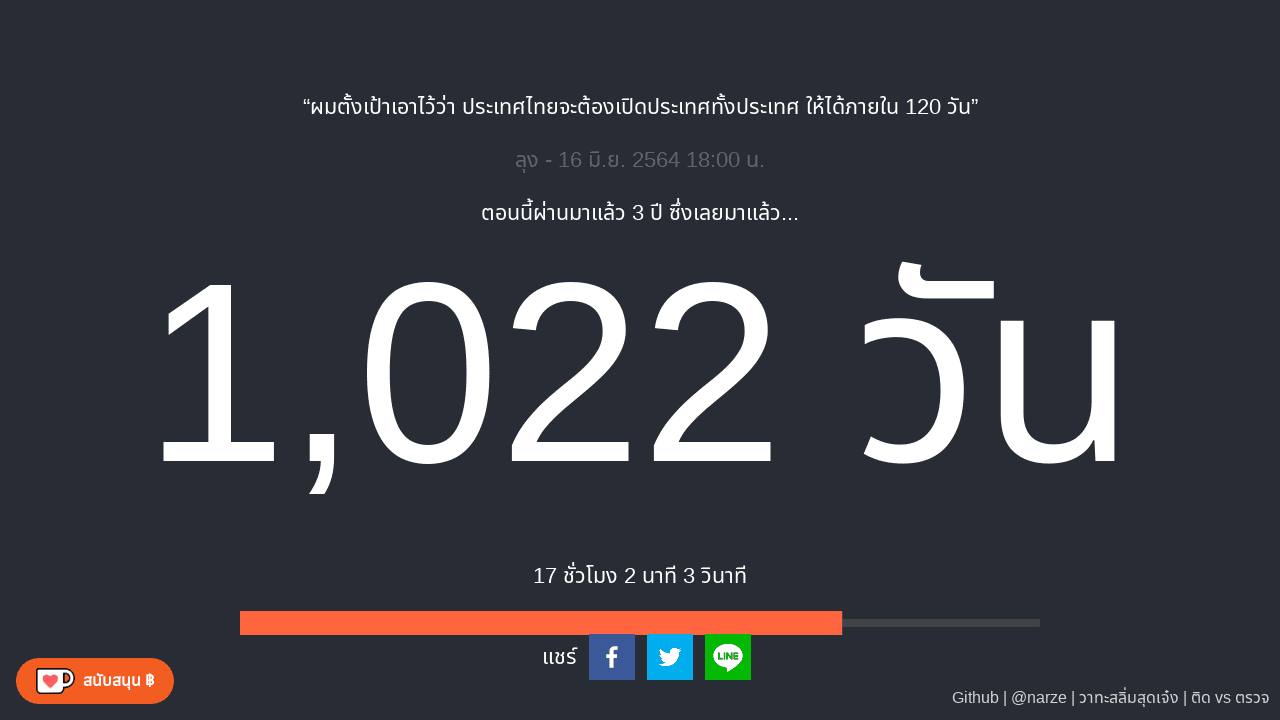 “ผมตั้งเป้าเอาไว้ว่า ประเทศไทยจะต้องเปิดประเทศทั้งประเทศ ให้ได้ภายใน 120 วัน”
ลุง - 16 มิ.ย. 2564 18:00 น.
ตอนนี้ผ่านมาแล้ว 3 ปี ซึ่งเลยมาแล้ว...
1,022 วัน
17 ชั่วโมง 2 นาที 3 วินาที
แชร์ LINE
สนับสนุน ฿
Github | @narze | วาทะสลิ่มสุดเจ๋ง | ติด vs ตรวจ